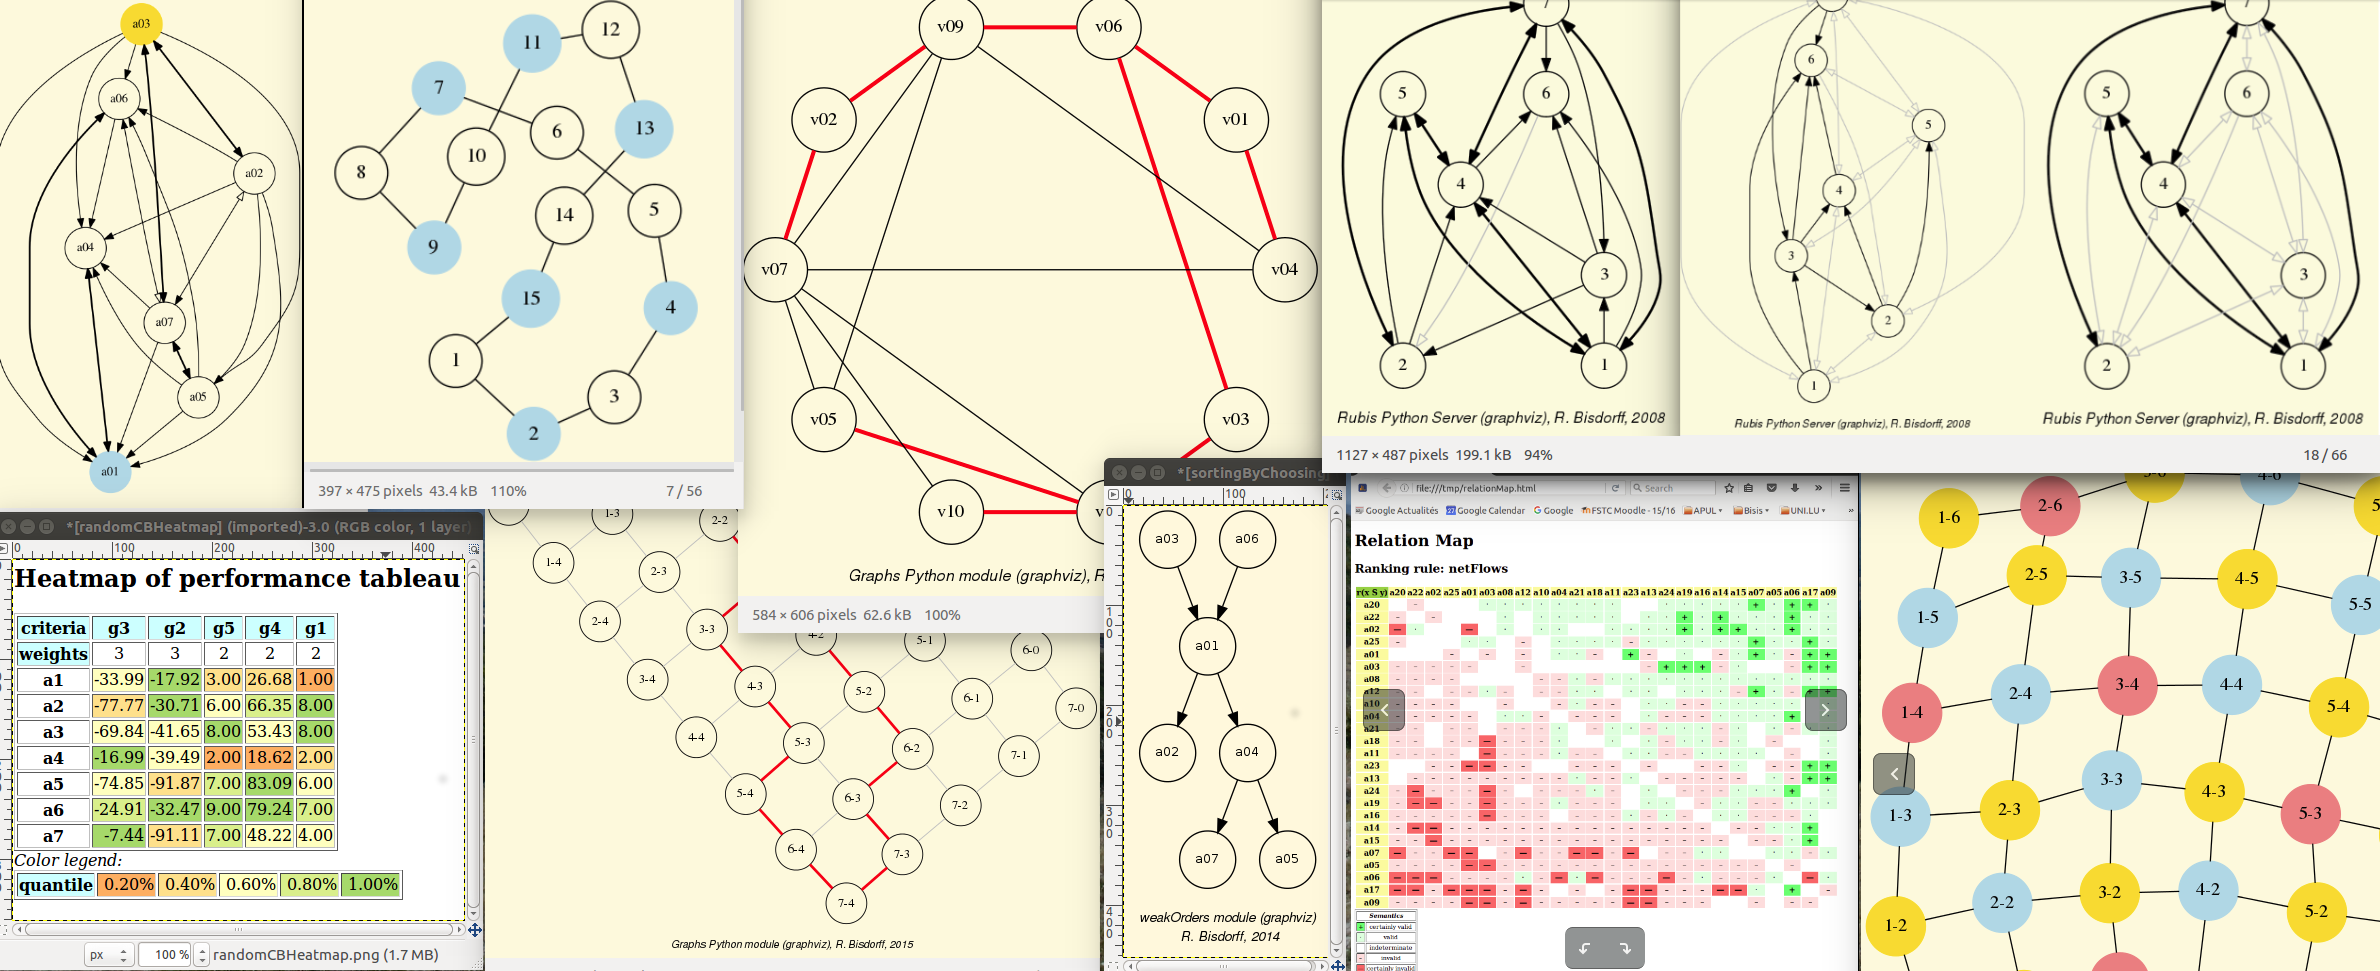 a03
a06
a02
a04
a07
a05
a01
11
12
7
13
6
10
8
14
5
9
15
4
1
3
2
397 × 475 pixels 43.4 kB 110% 7 / 56
v09
v06
v02
v01
v07
v04
v05
v03
v10
Graphs Python module (graphviz), R
584 × 606 pixels 62.6 kB 100%
7
5
6
4
3
2
1
Rubis Python Server (graphviz), R. Bisdorff, 2008
6
5
4
3
2
1
Rubis Python Server (graphviz), R. Bisdorff, 2008
7
5
6
4
3
2
1
Rubis Python Server (graphviz), R. Bisdorff, 2008
1127 × 487 pixels 199.1 kB 94% 18 / 66
*[randomCBHeatmap] (imported)-3.0 (RGB color, 1 layer)
0 100 200 300 400
Heatmap of performance tableau
criteria g3 g2 g5 g4 g1
weights 3 3 2 2 2
a1 -33.99 -17.92 3.00 26.68 1.00
a2 -77.77 -30.71 6.00 66.35 8.00
a3 -69.84 -41.65 8.00 53.43 8.00
a4 -16.99 -39.49 2.00 18.62 2.00
a5 -74.85 -91.87 7.00 83.09 6.00
a6 -24.91 -32.47 9.00 79.24 7.00
a7 -7.44 -91.11 7.00 48.22 4.00
Color legend:
quantile 0.20% 0.40% 0.60% 0.80% 1.00%
px 100 % randomCBHeatmap.png (1.7 MB)
1-3
2-2
1-4
2-3
2-4
3-3
4-2
5-1
6-0
3-4
4-3
5-2
6-1
7-0
4-4
5-3
6-2
7-1
5-4
6-3
7-2
6-4
7-3
7-4
Graphs Python module (graphviz), R. Bisdorff, 2015
*[sortingByChoosing
0 100
a03
a06
a01
a02
a04
a07
a05
weakOrders module (graphviz)
R. Bisdorff, 2014
file:///tmp/relationMap.html Search
Google Actualités Google Calendar Google FSTC Moodle - 15/16 APUL Bisis UNI.LU
Relation Map
Ranking rule: netFlows
r(x S y) a20 a22 a02 a25 a01 a03 a08 a12 a10 a04 a21 a18 a11 a23 a13 a24 a19 a16 a14 a15 a07 a05 a06 a17 a09
a20
a22
a02
a25
a01
a03
a08
a12
a10
a04
a21
a18
a11
a23
a13
a24
a19
a16
a14
a15
a07
a05
a06
a17
a09
Semantics
+ certainly valid
· valid
indeterminate
- invalid
− certainly invalid
4-6
1-6
2-6
2-5
3-5
4-5
5-5
1-5
2-4
3-4
4-4
5-4
1-4
3-3
4-3
5-3
2-3
1-3
3-2
4-2
5-2
2-2
1-2